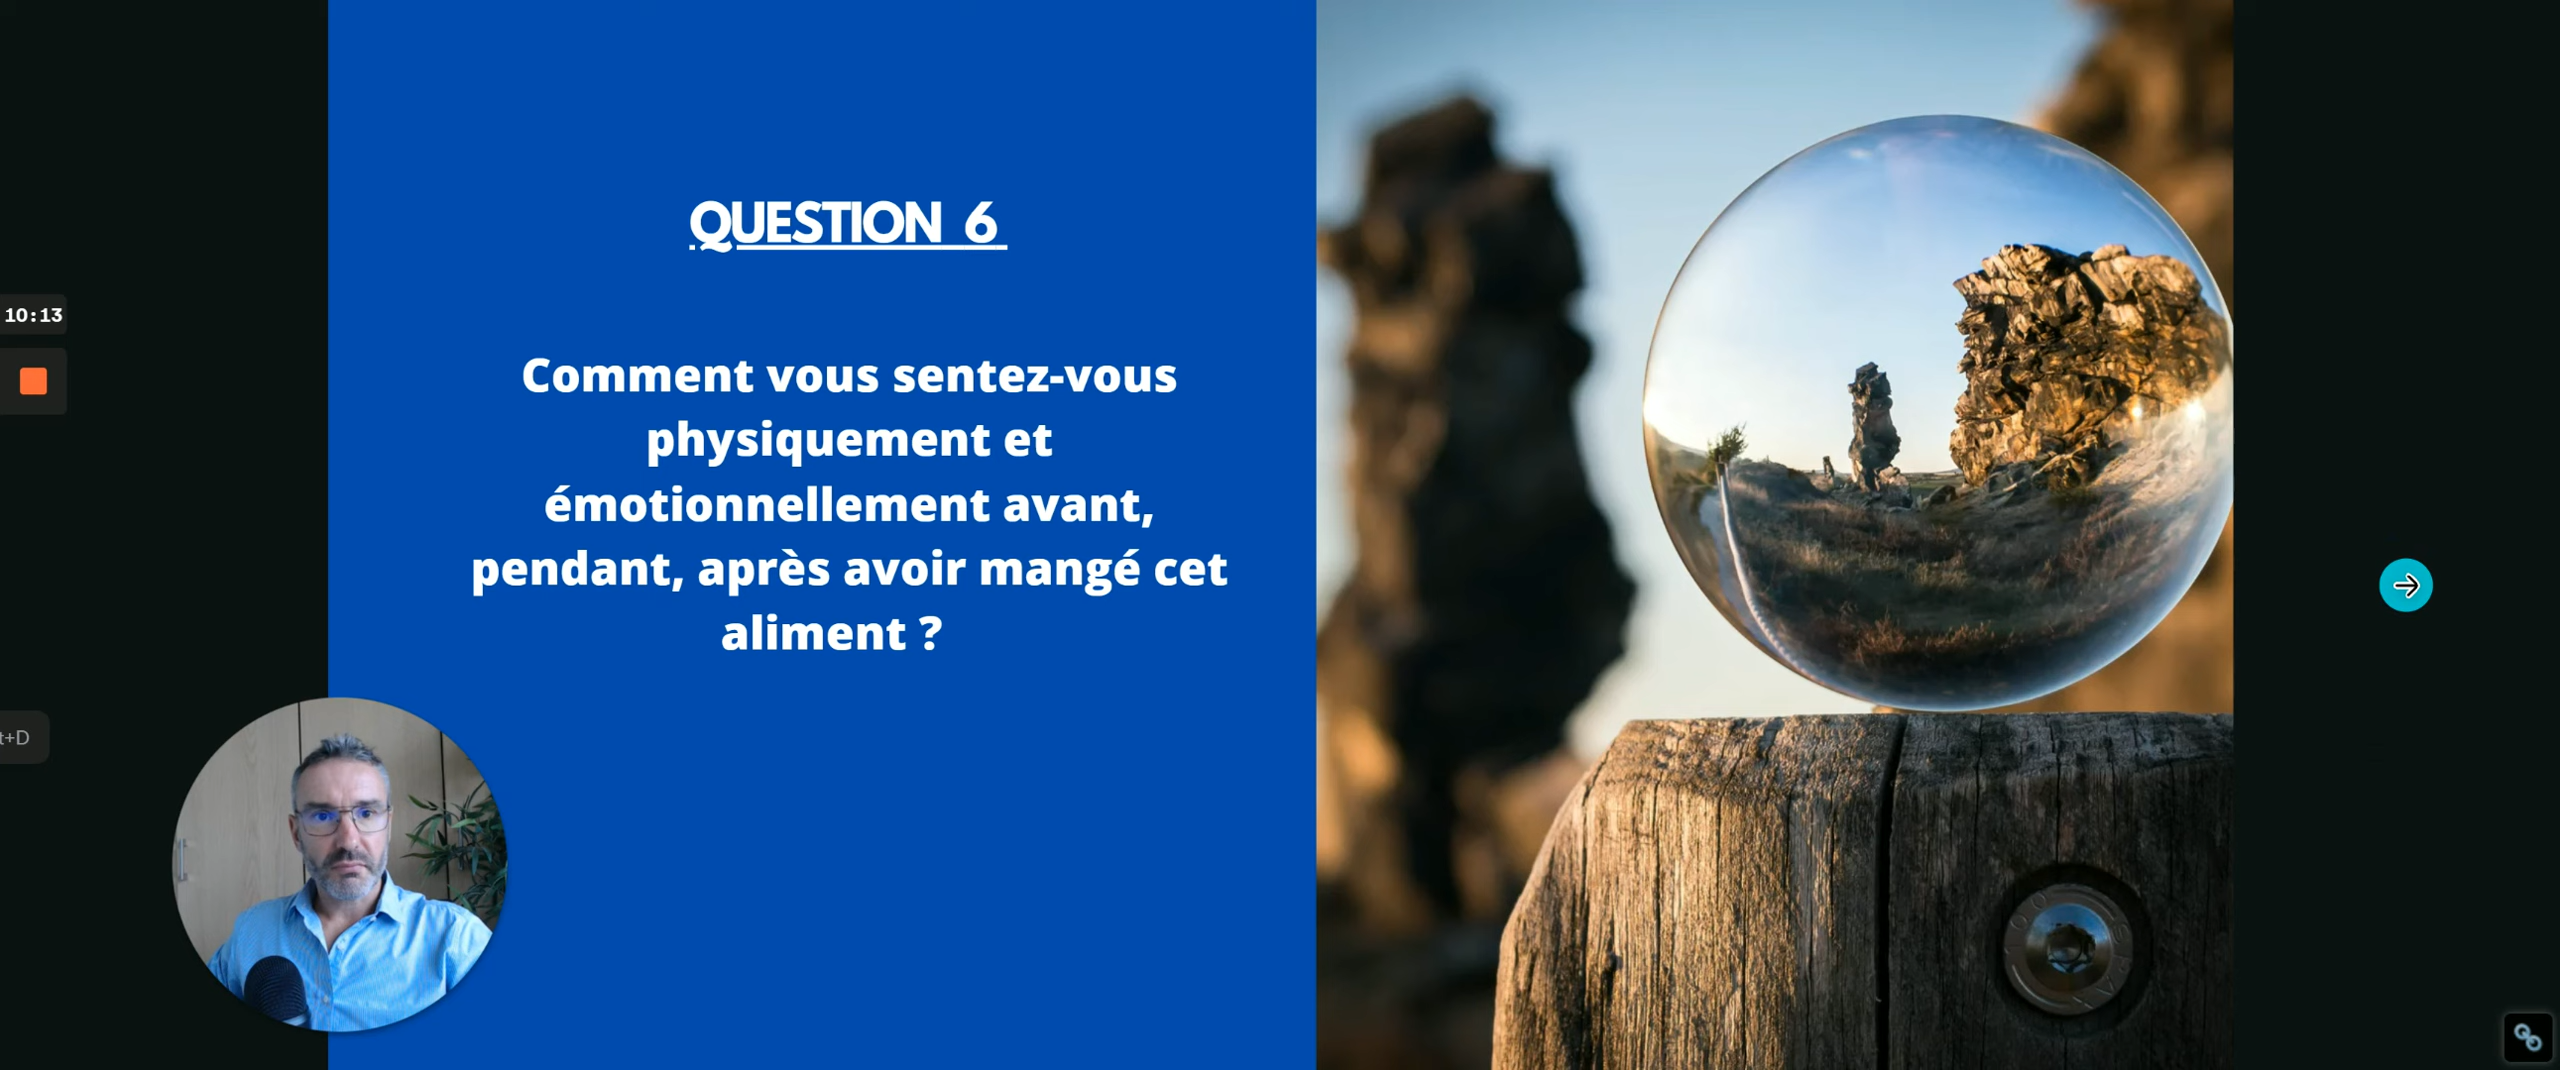 QUESTION 6
Comment vous sentez-vous
physiquement et
émotionnellement avant,
pendant, après avoir mangé cet
aliment ?
10:13
t+D